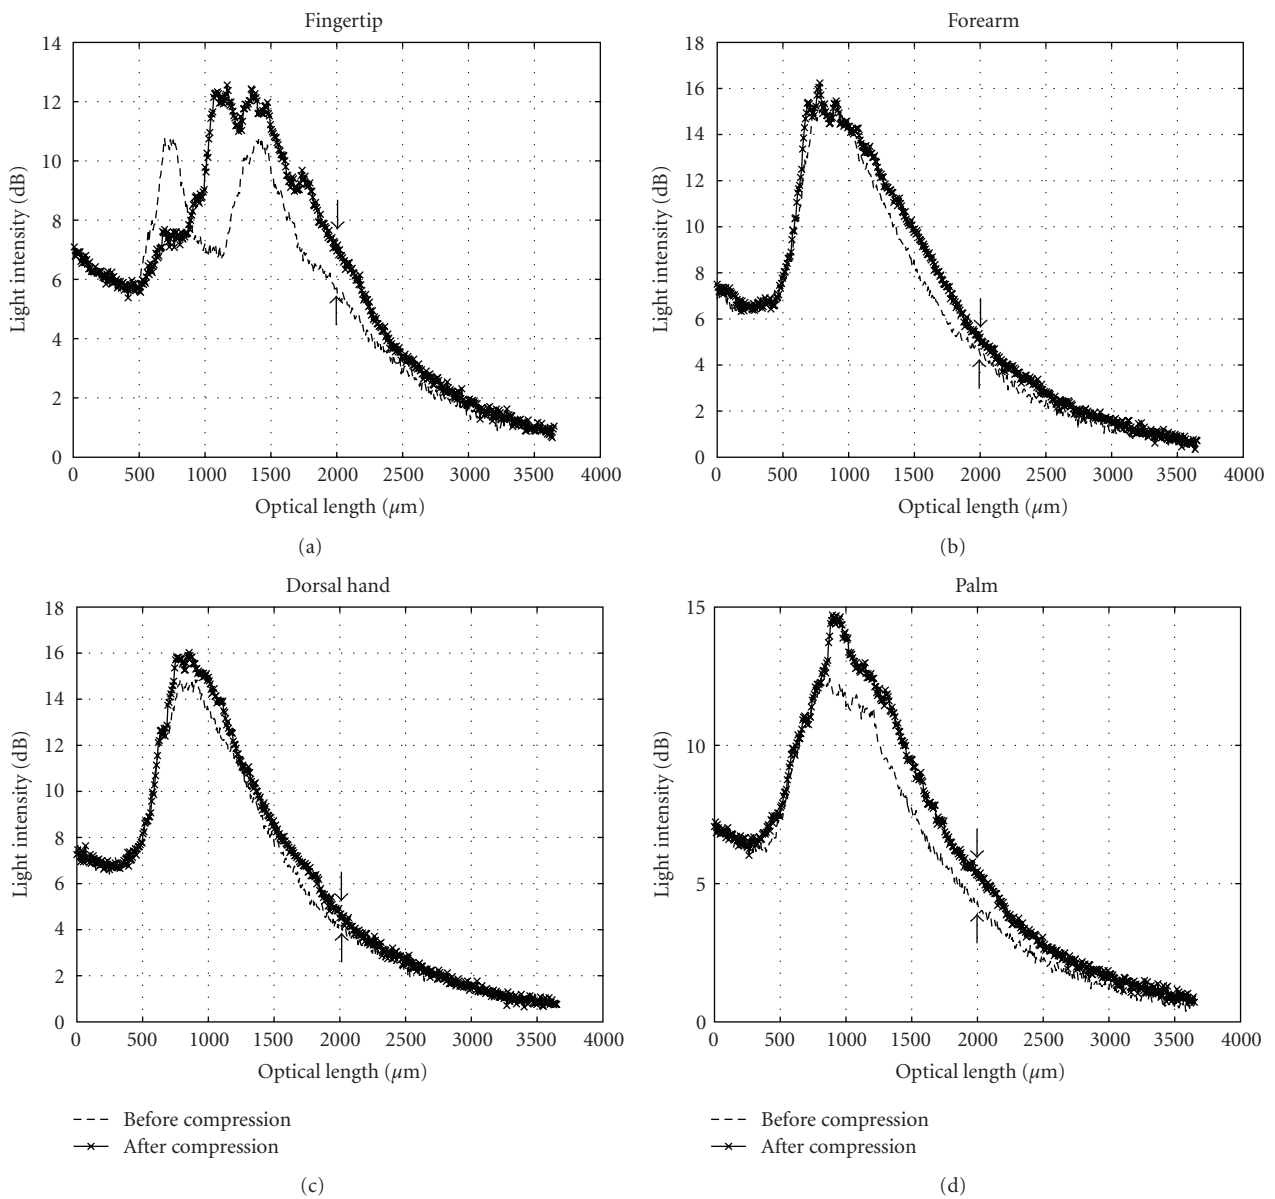 Fingertip
14
12
10
8
6
4
2
0
Light intensity (dB)
0 500 1000 1500 2000 2500 3000 3500 4000
Optical length (μm)
(a)
Forearm
18
16
14
12
10
8
6
4
2
0
Light intensity (dB)
0 500 1000 1500 2000 2500 3000 3500 4000
Optical length (μm)
(b)
Dorsal hand
18
16
14
12
10
8
6
4
2
0
Light intensity (dB)
0 500 1000 1500 2000 2500 3000 3500 4000
Optical length (μm)
Before compression
After compression
(c)
Palm
15
10
5
0
Light intensity (dB)
0 500 1000 1500 2000 2500 3000 3500 4000
Optical length (μm)
Before compression
After compression
(d)